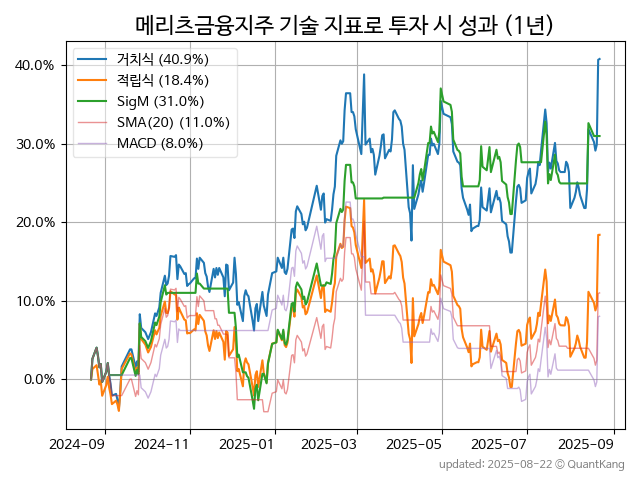 메리츠금융지주 기술 지표로 투자 시 성과 (1년)
거치식 (40.9%)
적립식 (18.4%)
SigM (31.0%)
SMA(20) (11.0%)
MACD (8.0%)
40.0%
30.0%
20.0%
10.0%
0.0%
2024-09 2024-11 2025-01 2025-03 2025-05 2025-07 2025-09
updated: 2025-08-22 © QuantKang